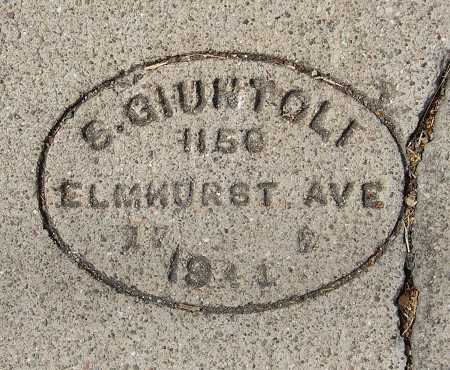 S. GIUNTOLI
1150
ELMHURST AVE
1941